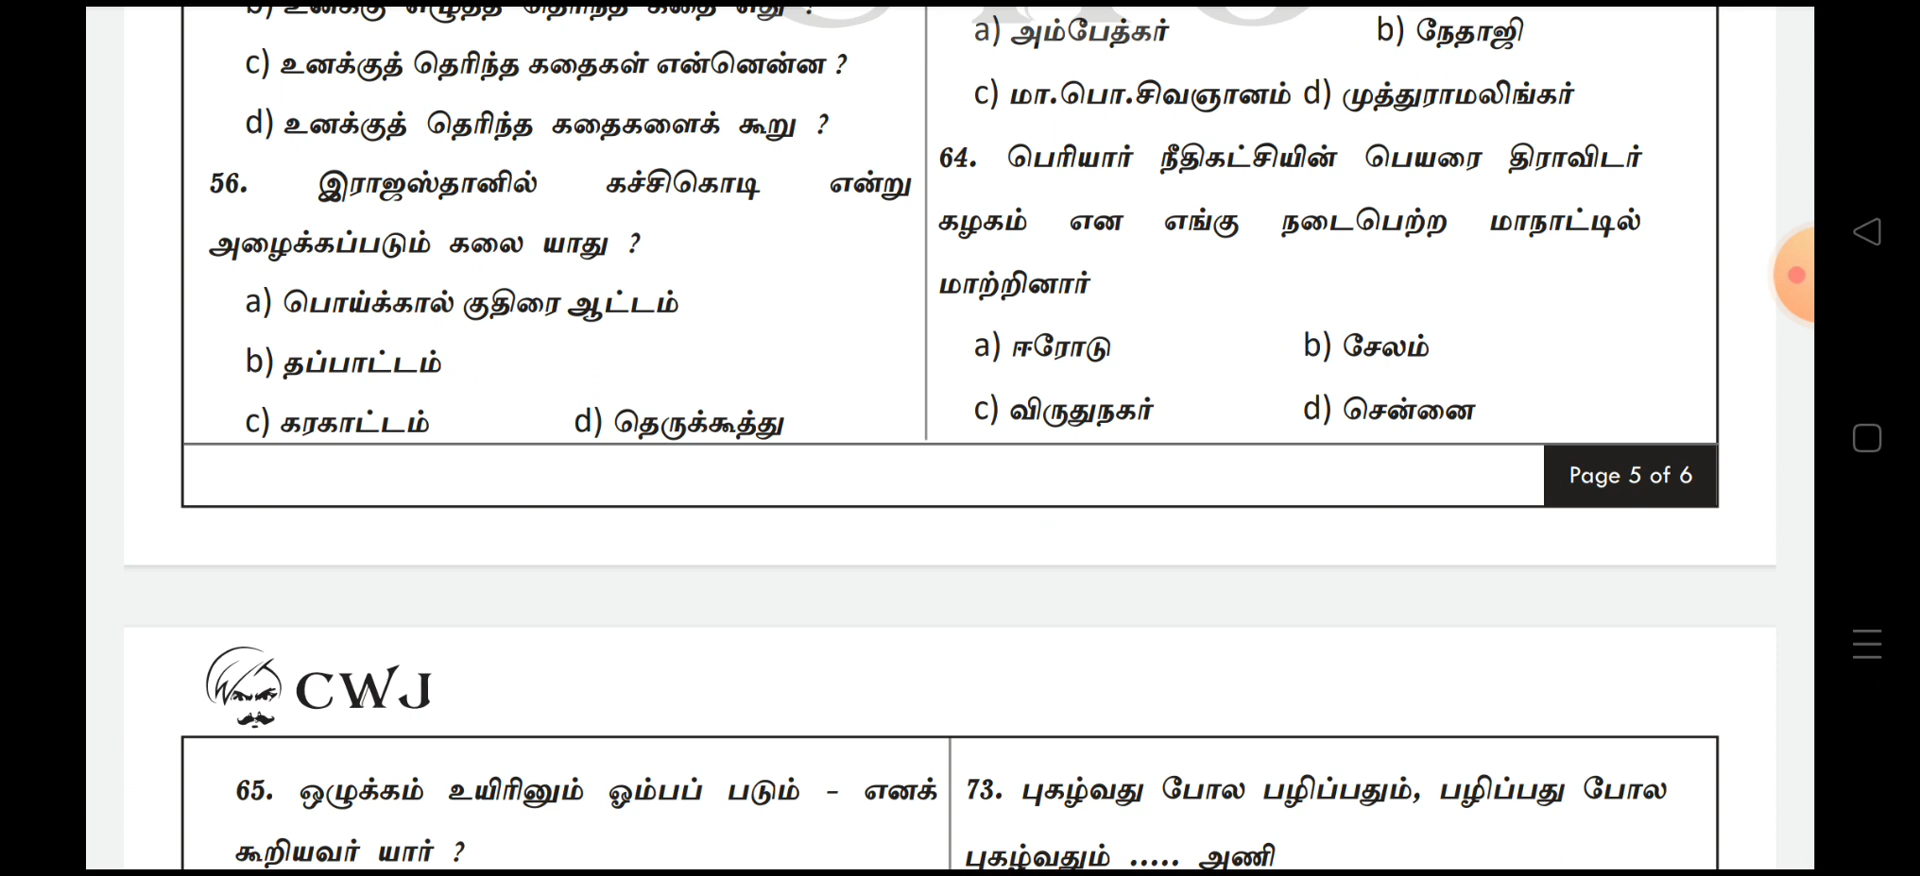 c) உனக்குத் தெரிந்த கதைகள் என்னென்ன ?
d) உனக்குத் தெரிந்த கதைகளைக் கூறு ?
56. இராஜஸ்தானில் கச்சிகொடி என்று
அழைக்கப்படும் கலை யாது ?
a) பொய்க்கால் குதிரை ஆட்டம்
b) தப்பாட்டம்
c) கரகாட்டம் d) தெருக்கூத்து
a) அம்பேத்கர் b) நேதாஜி
c) மா.பொ.சிவஞானம் d) முத்துராமலிங்கர்
64. பெரியார் நீதிகட்சியின் பெயரை திராவிடர்
கழகம் என எங்கு நடைபெற்ற மாநாட்டில்
மாற்றினார்
a) ஈரோடு b) சேலம்
c) விருதுநகர் d) சென்னை
Page 5 of 6
CWJ
65. ஒழுக்கம் உயிரினும் ஓம்பப் படும் - எனக்
கூறியவர் யார் ?
73. புகழ்வது போல பழிப்பதும், பழிப்பது போல
புகழ்வதும் ..... அணி